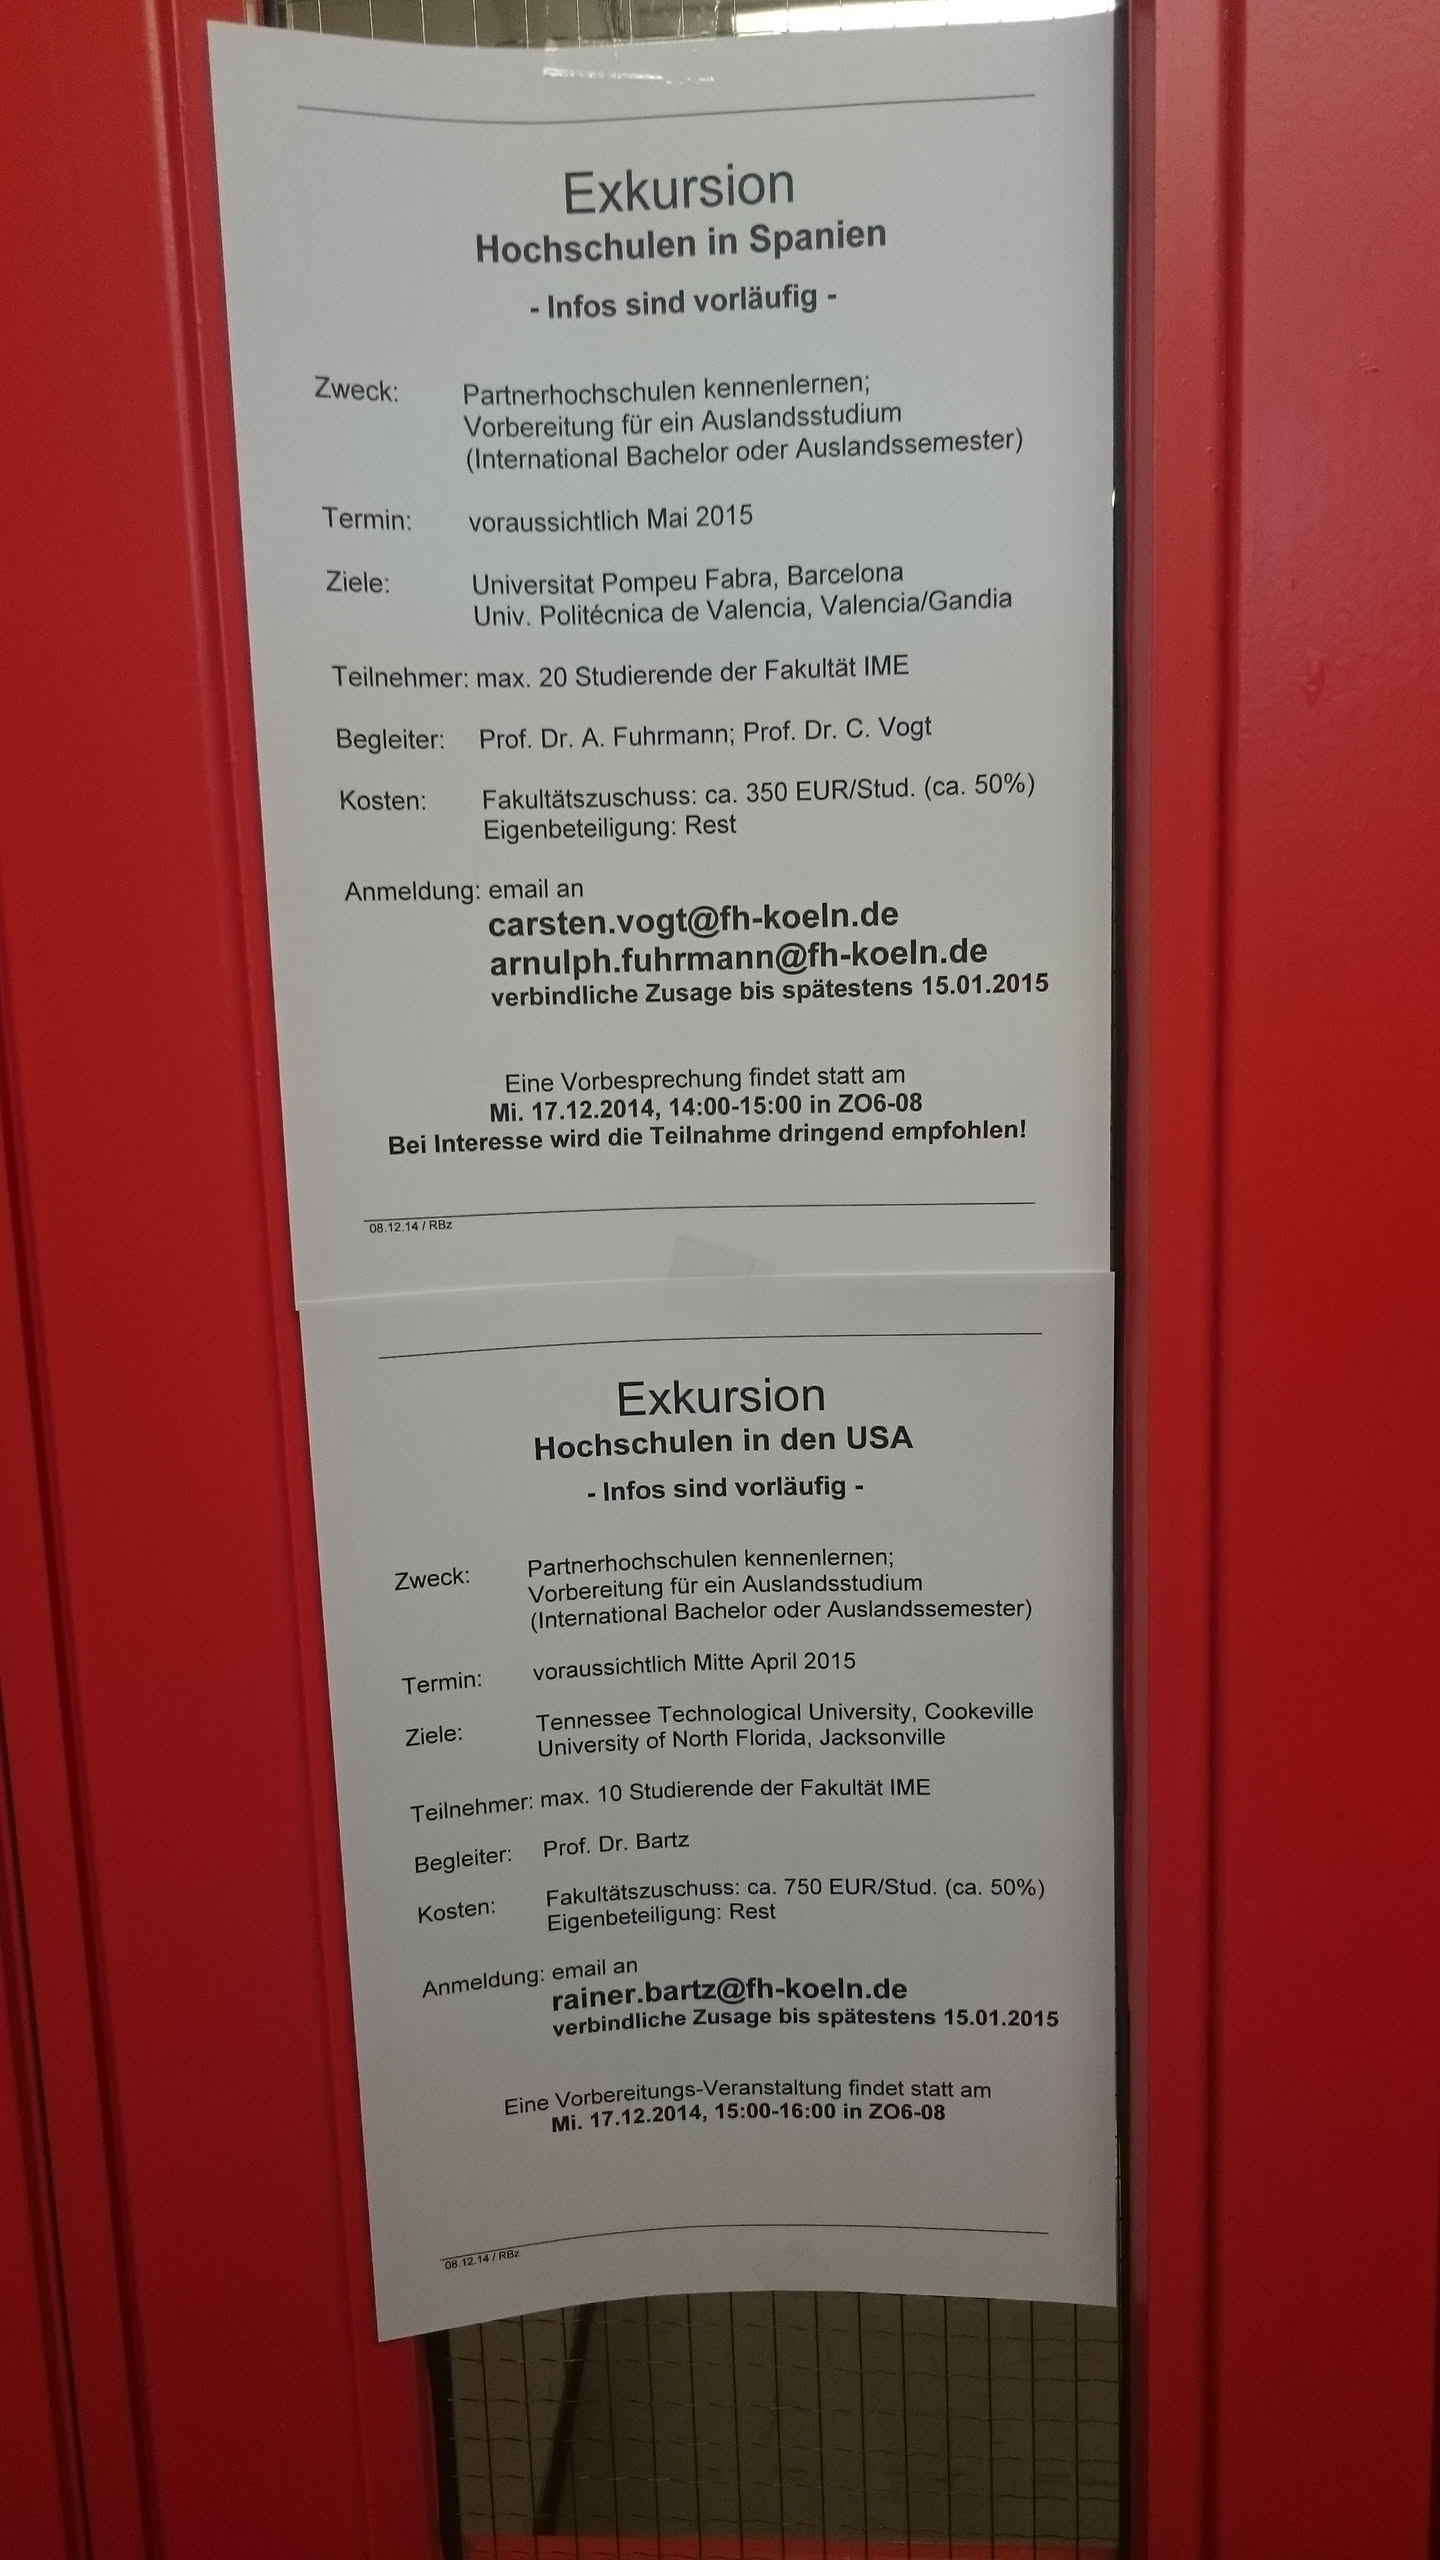 Exkursion
Hochschulen in Spanien
- Infos sind vorläufig -
Zweck: Partnerhochschulen kennenlernen;
Vorbereitung für ein Auslandsstudium
(International Bachelor oder Auslandssemester)
Termin: voraussichtlich Mai 2015
Ziele: Universitat Pompeu Fabra, Barcelona
Univ. Politécnica de Valencia, Valencia/Gandia
Teilnehmer: max. 20 Studierende der Fakultät IME
Begleiter: Prof. Dr. A. Fuhrmann; Prof. Dr. C. Vogt
Kosten: Fakultätszuschuss: ca. 350 EUR/Stud. (ca. 50%)
Eigenbeteiligung: Rest
Anmeldung: email an
carsten.vogt@fh-koeln.de
arnulph.fuhrmann@fh-koeln.de
verbindliche Zusage bis spätestens 15.01.2015
Eine Vorbesprechung findet statt am
Mi. 17.12.2014, 14:00-15:00 in ZO6-08
Bei Interesse wird die Teilnahme dringend empfohlen!
08.12.14 / RBz
Exkursion
Hochschulen in den USA
- Infos sind vorläufig -
Zweck: Partnerhochschulen kennenlernen;
Vorbereitung für ein Auslandsstudium
(International Bachelor oder Auslandssemester)
Termin: voraussichtlich Mitte April 2015
Ziele: Tennessee Technological University, Cookeville
University of North Florida, Jacksonville
Teilnehmer: max. 10 Studierende der Fakultät IME
Begleiter: Prof. Dr. Bartz
Kosten: Fakultätszuschuss: ca. 750 EUR/Stud. (ca. 50%)
Eigenbeteiligung: Rest
Anmeldung: email an
rainer.bartz@fh-koeln.de
verbindliche Zusage bis spätestens 15.01.2015
Eine Vorbereitungs-Veranstaltung findet statt am
Mi. 17.12.2014, 15:00-16:00 in ZO6-08
08.12.14 / RBz